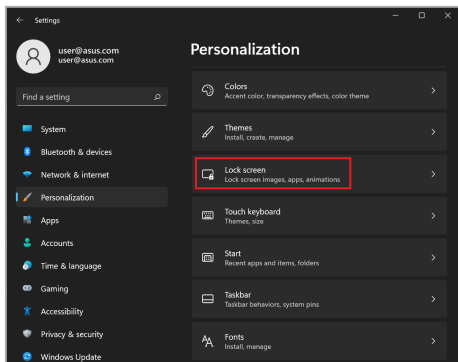 Settings
user@asus.com
user@asus.com
Find a setting
System
Bluetooth & devices
Network & internet
Personalization
Apps
Accounts
Time & language
Gaming
Accessibility
Privacy & security
Windows Update
Personalization
Colors
Accent color, transparency effects, color theme
Themes
Install, create, manage
Lock screen
Lock screen images, apps, animations
Touch keyboard
Themes, size
Start
Recent apps and items, folders
Taskbar
Taskbar behaviors, system pins
Fonts
Install, manage